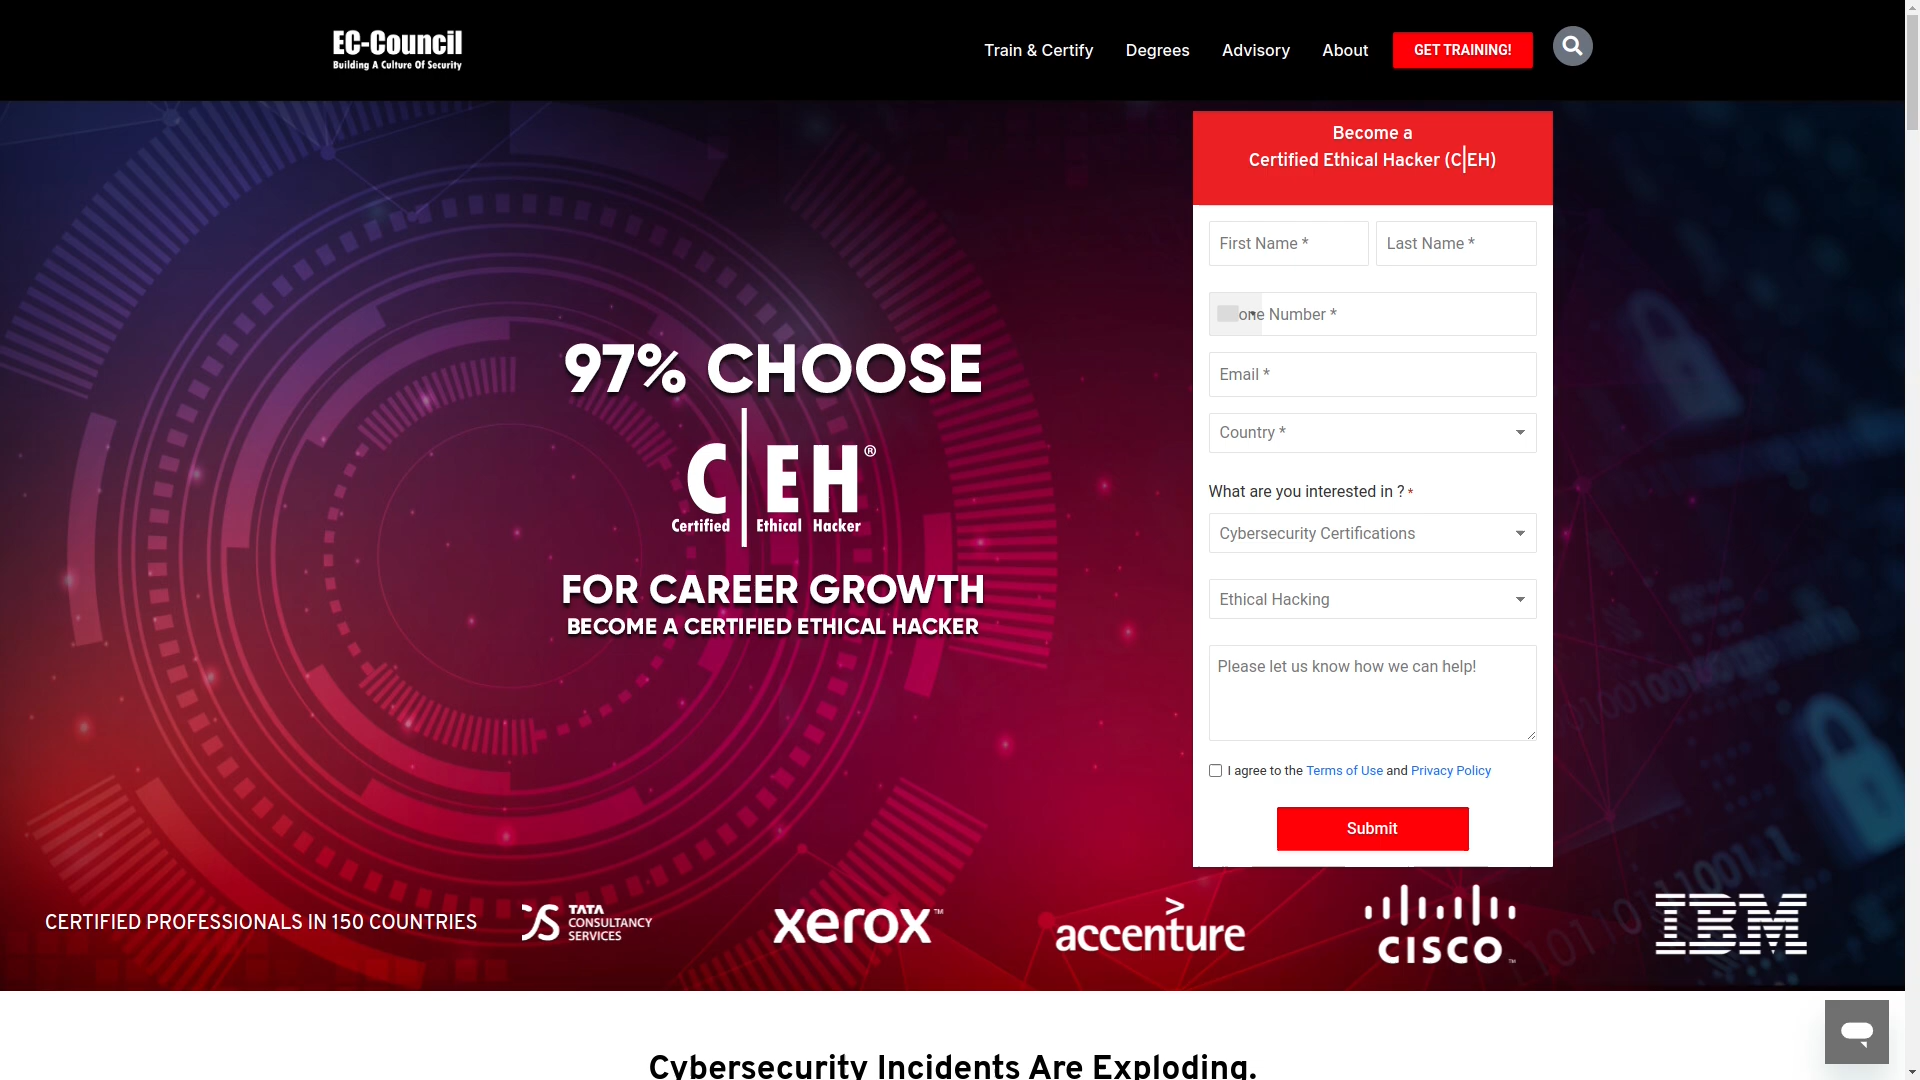 EC-Council
Building A Culture Of Security
Train & Certify
Degrees
Advisory
About
GET TRAINING!
Become a
Certified Ethical Hacker (C|EH)
First Name *
Last Name *
one Number *
Email *
Country *
What are you interested in ? *
Cybersecurity Certifications
Ethical Hacking
Please let us know how we can help!
I agree to the Terms of Use and Privacy Policy
Submit
97% CHOOSE
C|EH®
Certified Ethical Hacker
FOR CAREER GROWTH
BECOME A CERTIFIED ETHICAL HACKER
CERTIFIED PROFESSIONALS IN 150 COUNTRIES
TATA
CONSULTANCY
SERVICES
xerox™
accenture
CISCO™
IBM
Cybersecurity Incidents Are Exploding.